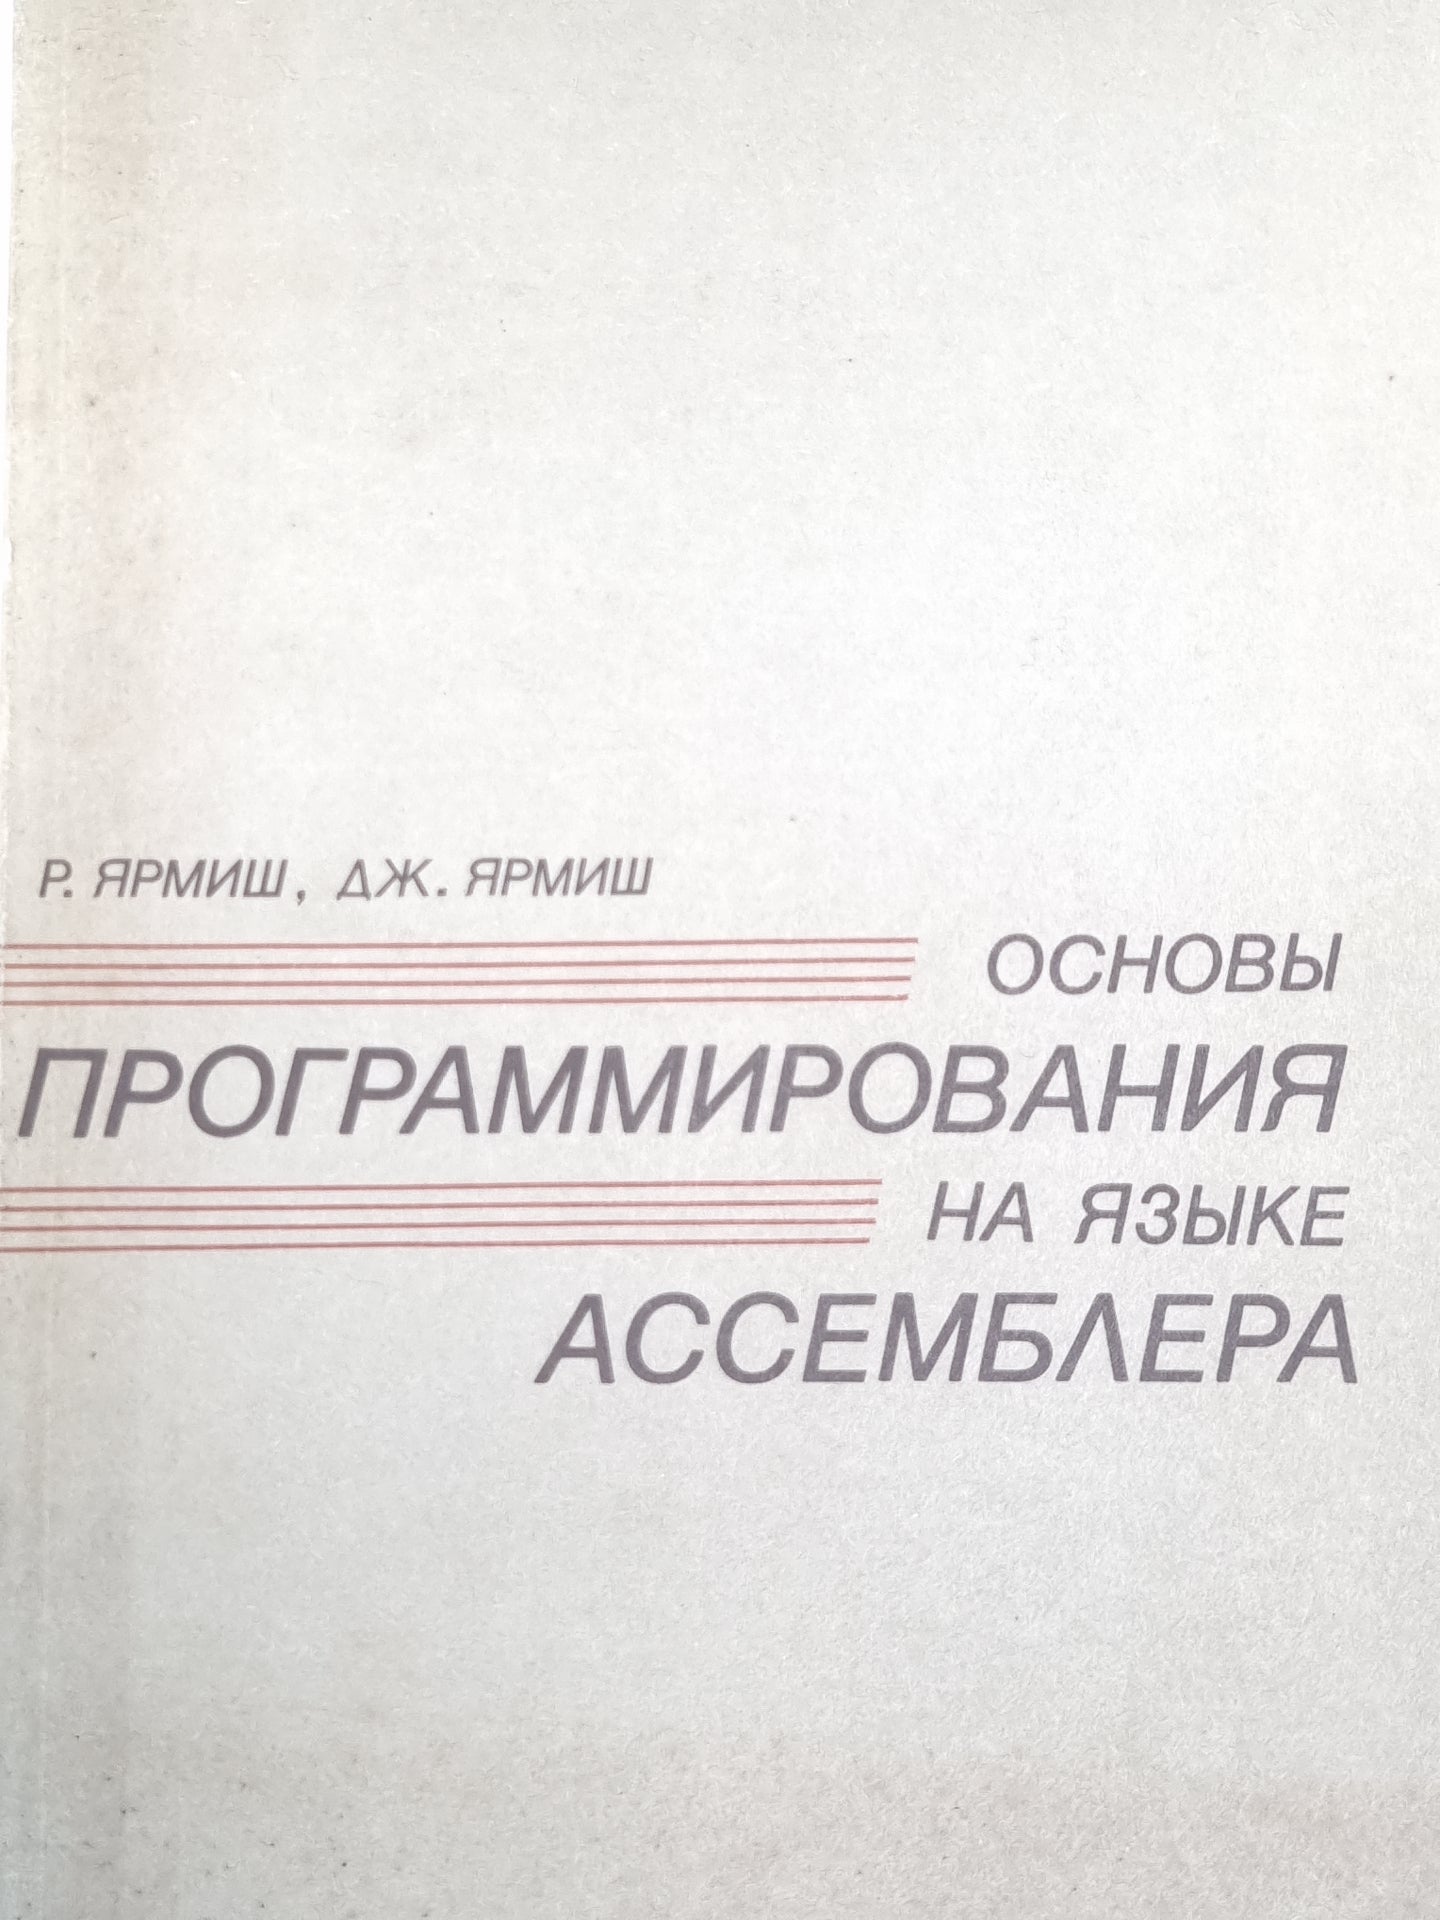 Р. ЯРМИШ, ДЖ. ЯРМИШ
ОСНОВЫ
ПРОГРАММИРОВАНИЯ
НА ЯЗЫКЕ
АССЕМБЛЕРА